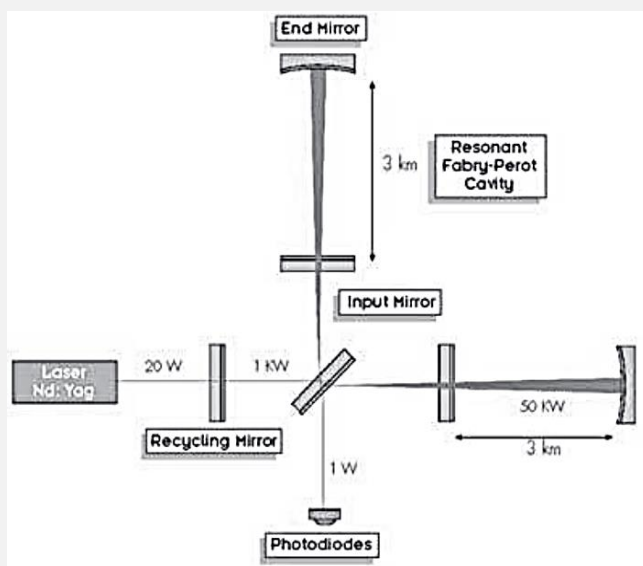 End Mirror
3 km
Resonant
Fabry-Perot
Cavity
Input Mirror
Laser
Nd: Yag
20 W
1 KW
Recycling Mirror
50 KW
3 km
1 W
Photodiodes